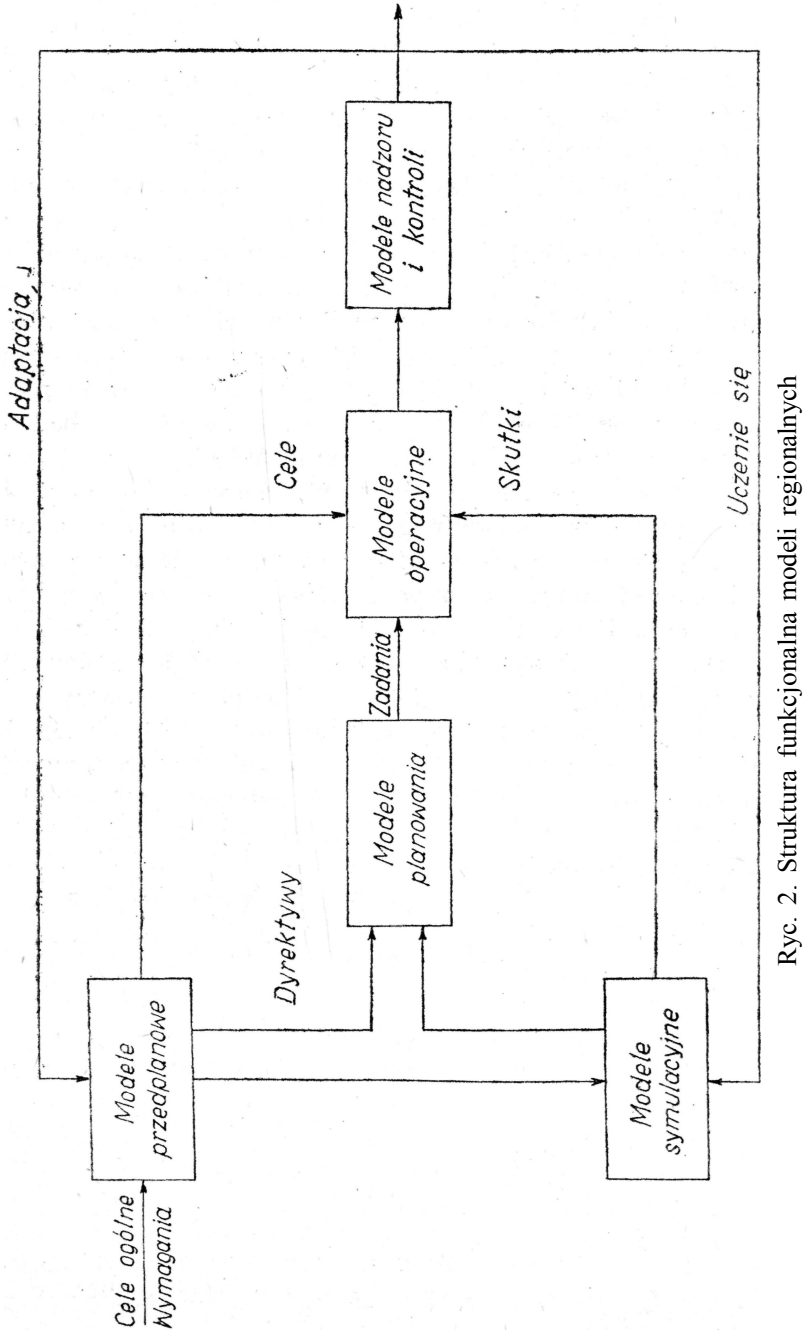 Adaptacja
Cele ogólne
Wymagania
Modele
przedplanowe
Cele
Dyrektywy
Modele
planowania
Zadania
Modele
operacyjne
Modele nadzoru
i kontroli
Skutki
Modele
symulacyjne
Uczenie się
Ryc. 2. Struktura funkcjonalna modeli regionalnych